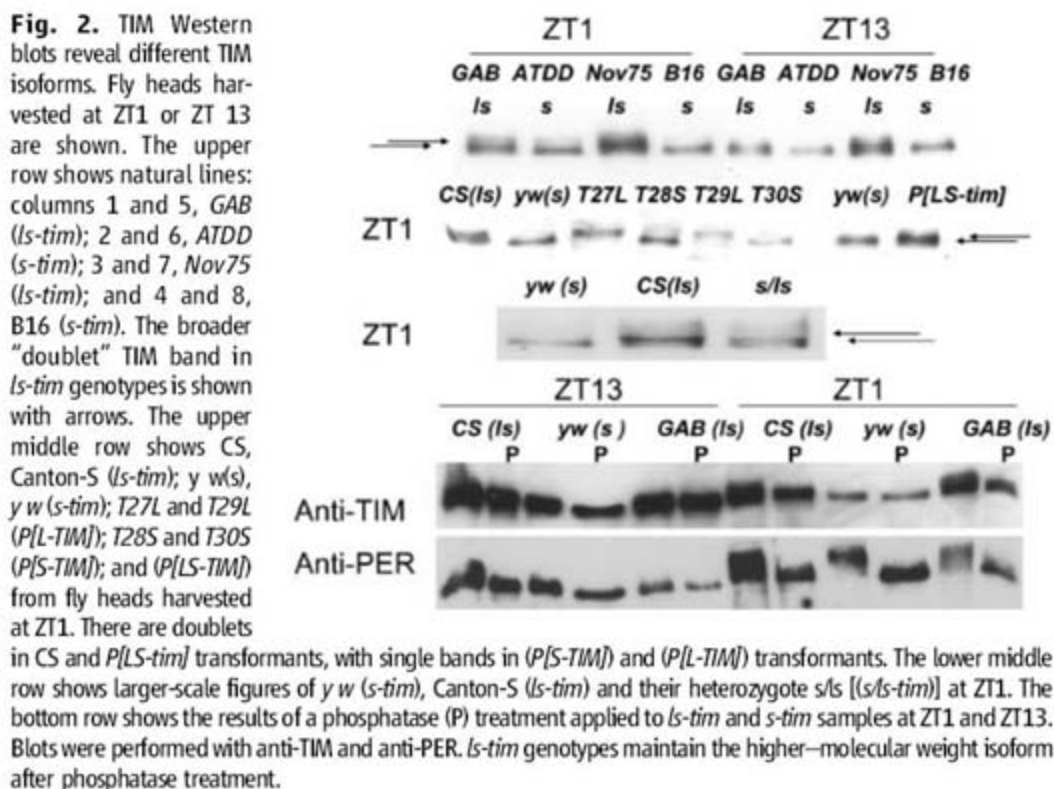 Fig. 2. TIM Western
blots reveal different TIM
isoforms. Fly heads har-
vested at ZT1 or ZT 13
are shown. The upper
row shows natural lines:
columns 1 and 5, GAB
(ls-tim); 2 and 6, ATDD
(s-tim); 3 and 7, Nov75
(ls-tim); and 4 and 8,
B16 (s-tim). The broader
"doublet" TIM band in
ls-tim genotypes is shown
with arrows. The upper
middle row shows CS,
Canton-S (ls-tim); y w(s),
y w (s-tim); T27L and T29L
(P[L-TIM]); T28S and T30S
(P[S-TIM]); and (P[LS-TIM])
from fly heads harvested
at ZT1. There are doublets
in CS and P[LS-tim] transformants, with single bands in (P[S-TIM]) and (P[L-TIM]) transformants. The lower middle
row shows larger-scale figures of y w (s-tim), Canton-S (ls-tim) and their heterozygote s/ls [(s/ls-tim)] at ZT1. The
bottom row shows the results of a phosphatase (P) treatment applied to ls-tim and s-tim samples at ZT1 and ZT13.
Blots were performed with anti-TIM and anti-PER. ls-tim genotypes maintain the higher–molecular weight isoform
after phosphatase treatment.
ZT1 ZT13
GAB ATDD Nov75 B16 GAB ATDD Nov75 B16
ls s ls s ls s ls s
CS(ls) yw(s) T27L T28S T29L T30S yw(s) P[LS-tim]
ZT1
yw (s) CS(ls) s/ls
ZT1
ZT13 ZT1
CS (ls) yw (s ) GAB (ls) CS (ls) yw (s) GAB (ls)
P P P P P P
Anti-TIM
Anti-PER